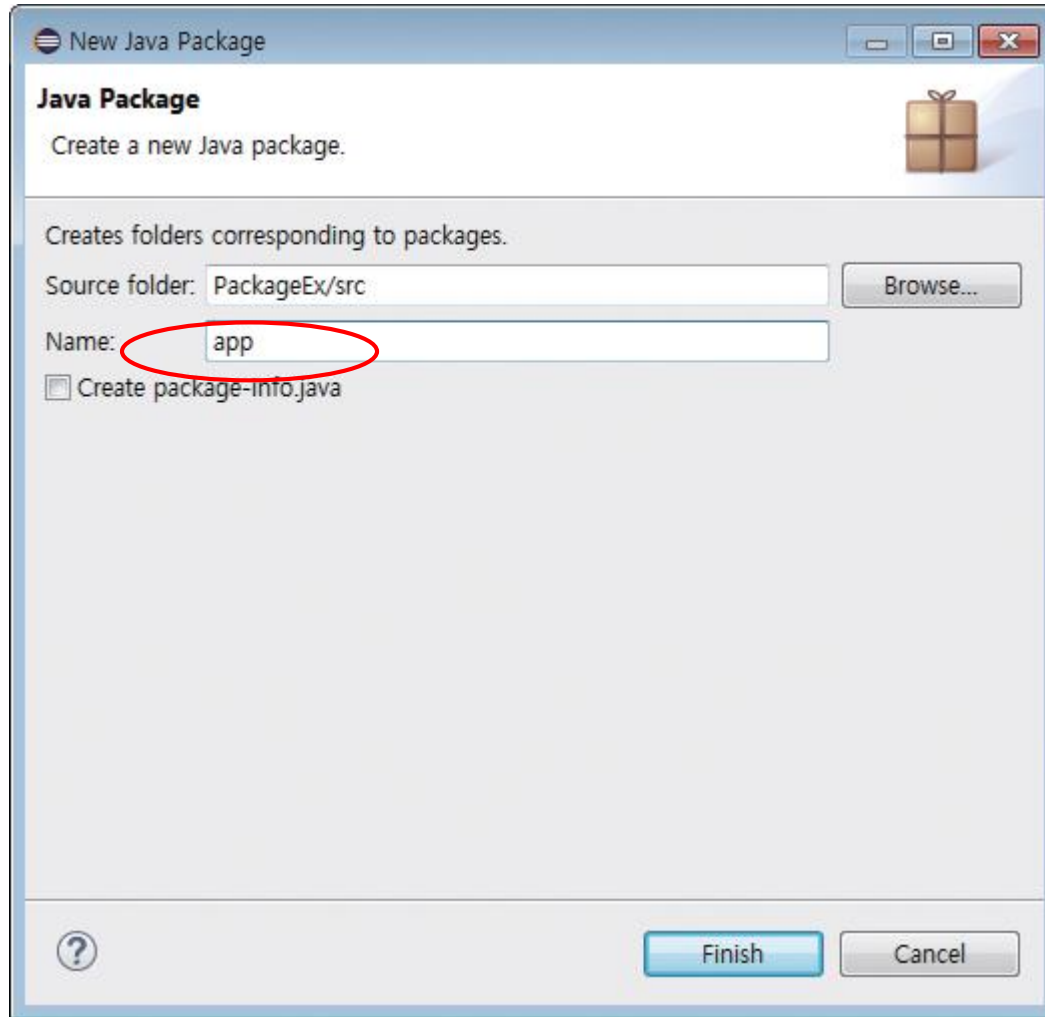 New Java Package
Java Package
Create a new Java package.
Creates folders corresponding to packages.
Source folder: PackageEx/src Browse...
Name: app
Create package-info.java
? Finish Cancel